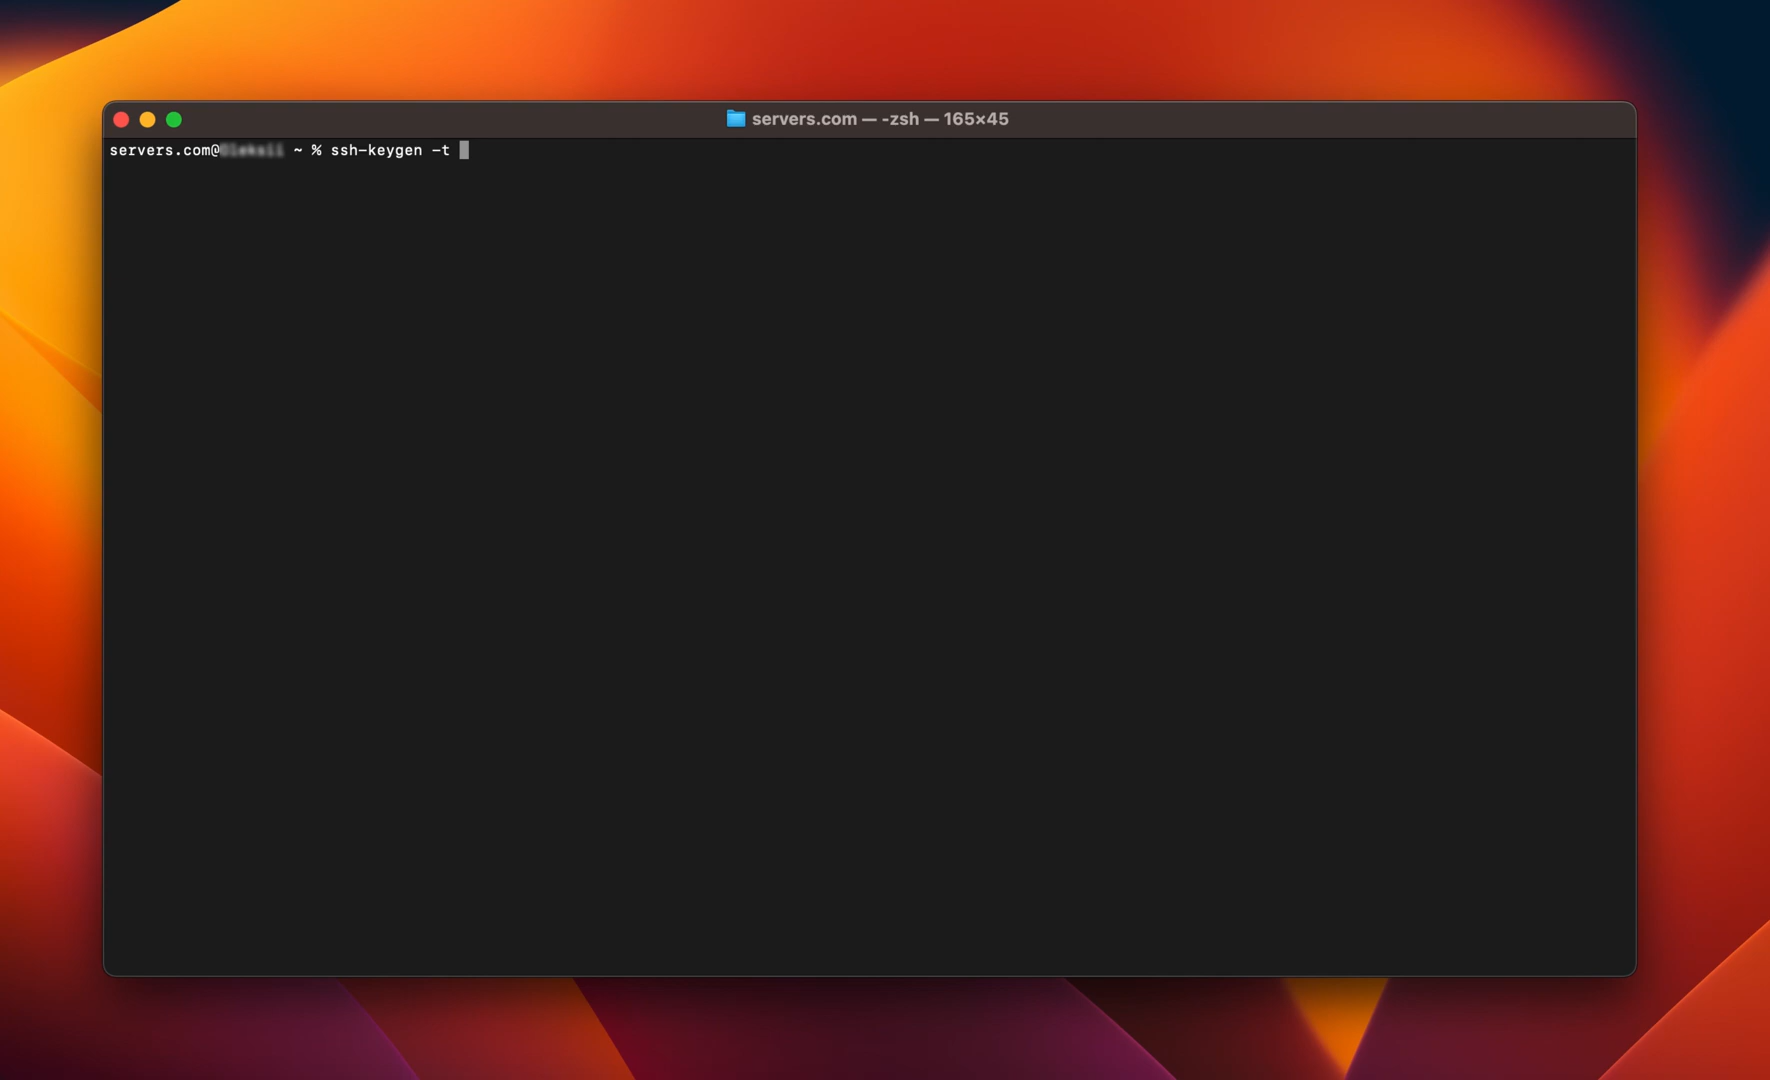 servers.com — -zsh — 165×45
servers.com@ ~ % ssh-keygen -t